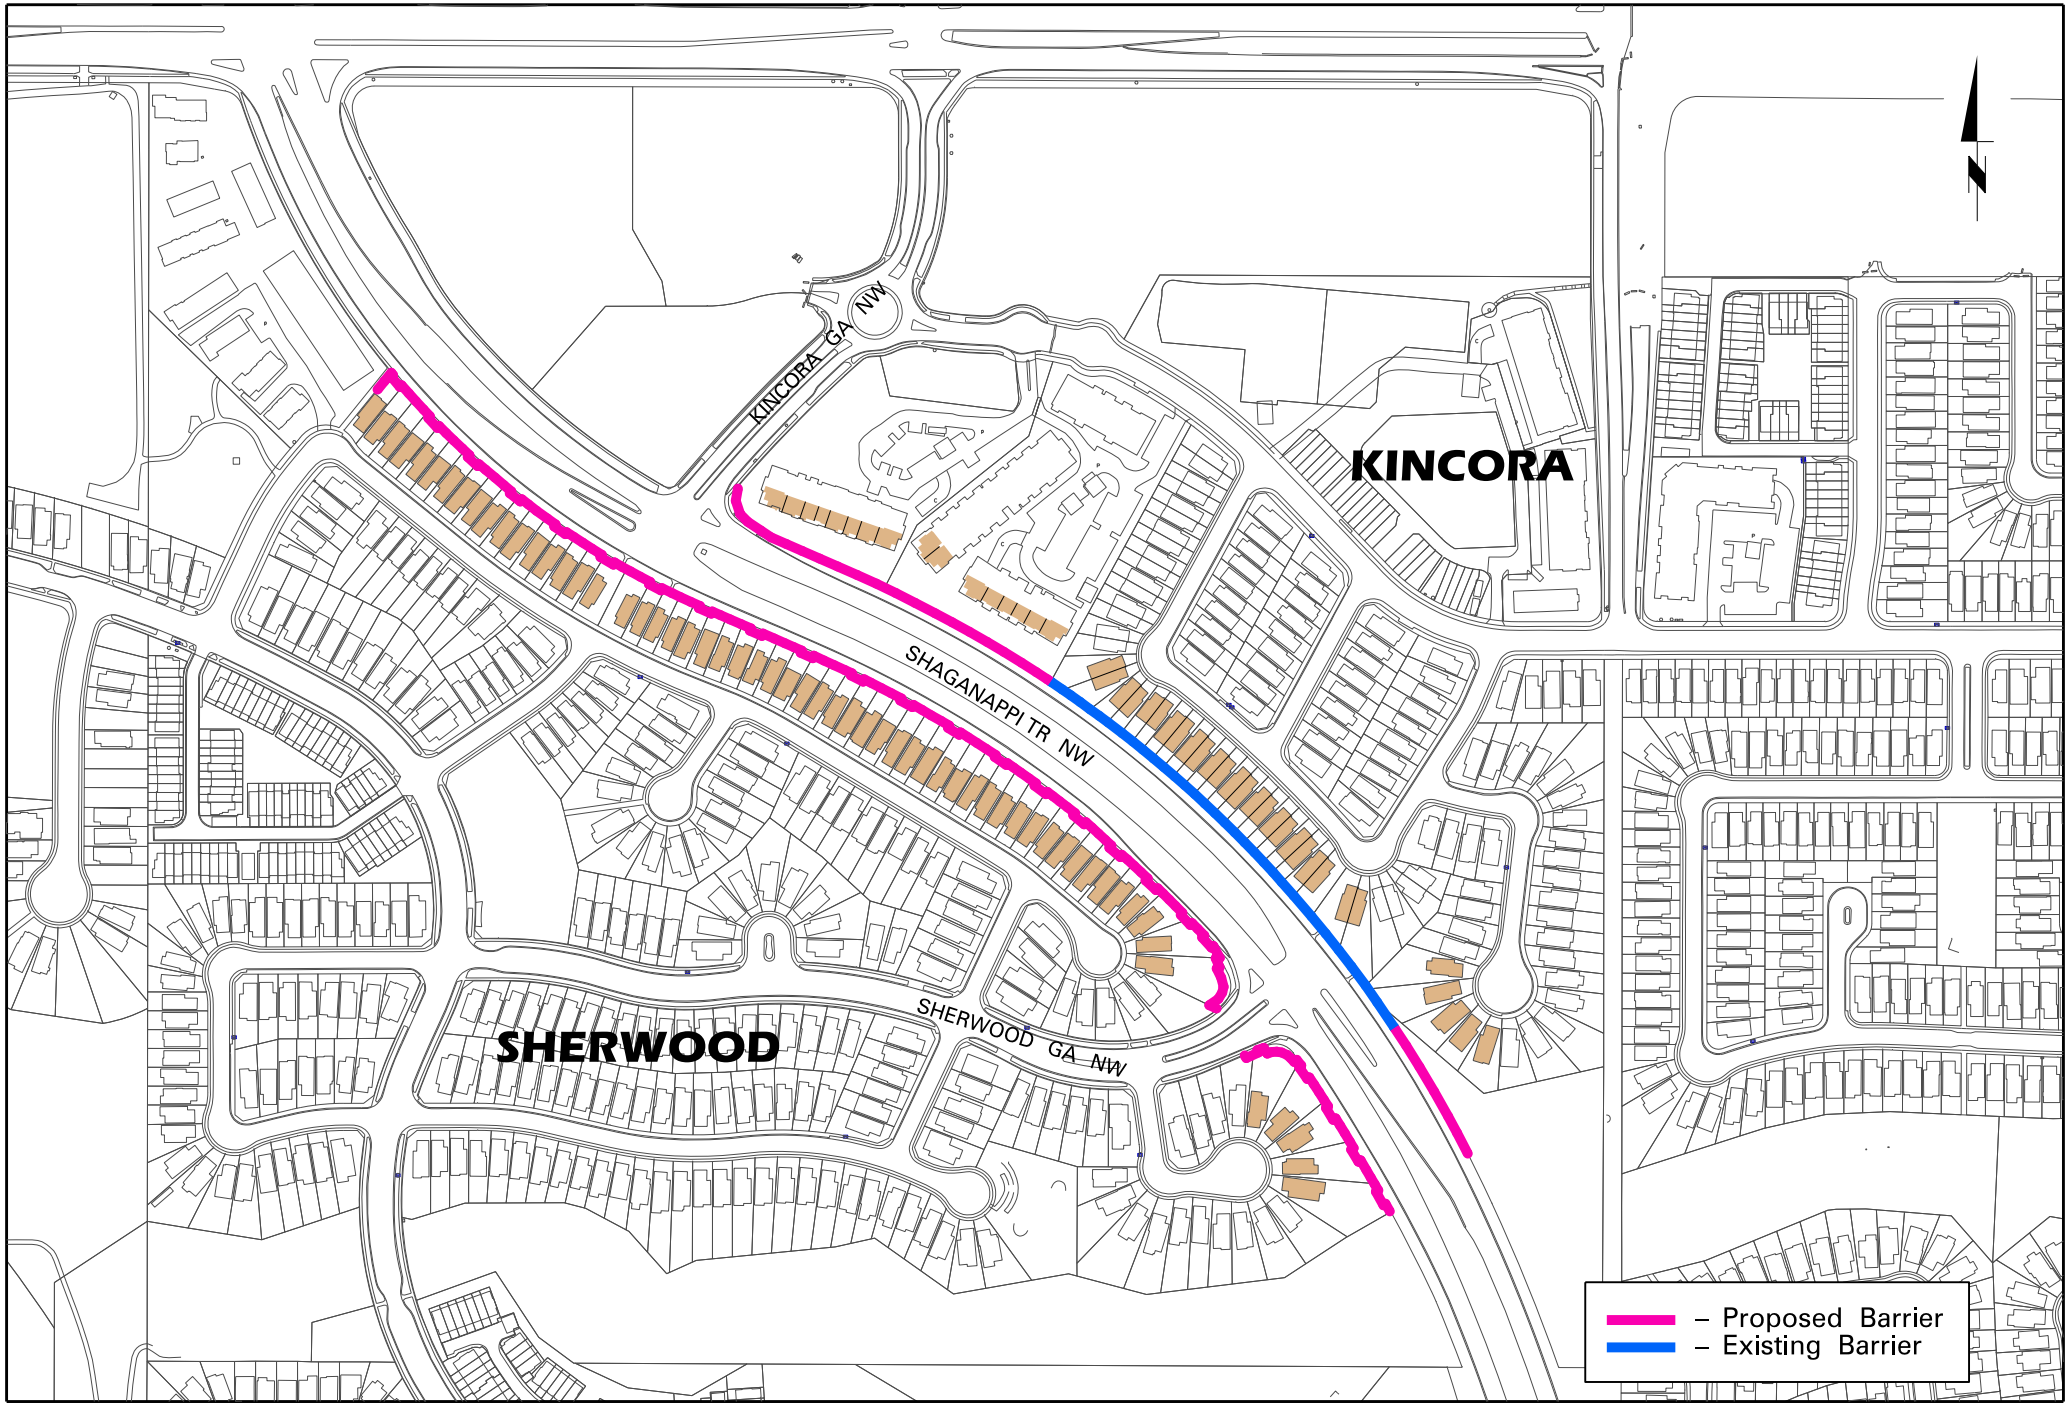 KINCORA GA NW
KINCORA
SHAGANAPPI TR NW
SHERWOOD GA NW
SHERWOOD
N
– Proposed Barrier
– Existing Barrier